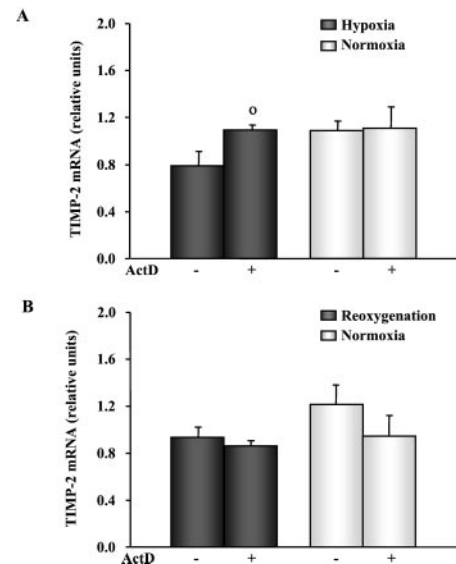 A
Hypoxia
Normoxia
TIMP-2 mRNA (relative units)
2.0
1.6
1.2
0.8
0.4
0.0
o
ActD - + - +
B
Reoxygenation
Normoxia
TIMP-2 mRNA (relative units)
2.0
1.6
1.2
0.8
0.4
0.0
ActD - + - +